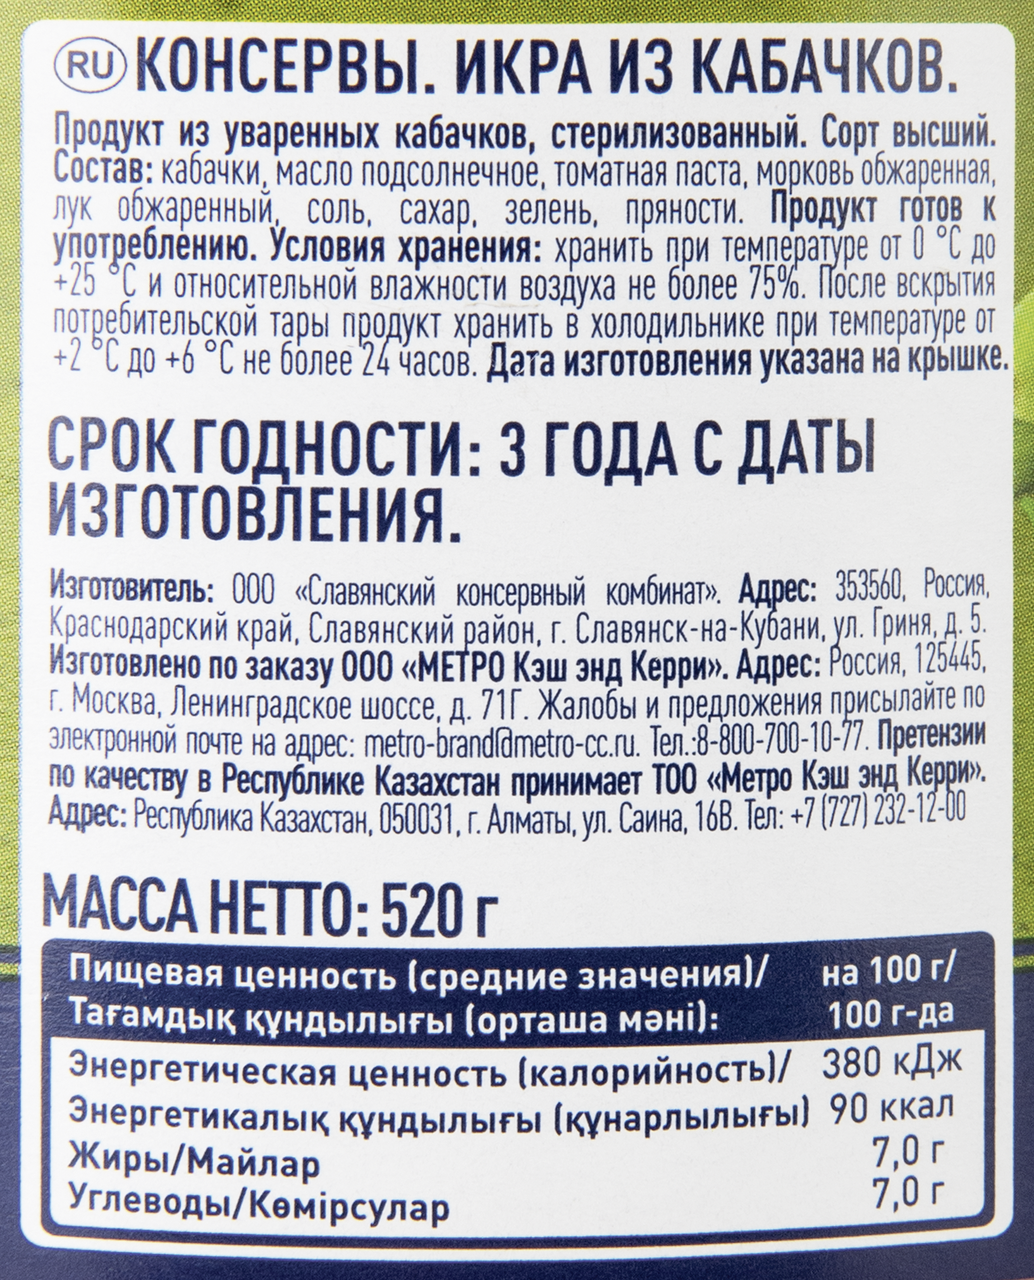 RU КОНСЕРВЫ. ИКРА ИЗ КАБАЧКОВ.
Продукт из уваренных кабачков, стерилизованный. Сорт высший.
Состав: кабачки, масло подсолнечное, томатная паста, морковь обжаренная,
лук обжаренный, соль, сахар, зелень, пряности. Продукт готов к
употреблению. Условия хранения: хранить при температуре от 0 °С до
+25 °С и относительной влажности воздуха не более 75%. После вскрытия
потребительской тары продукт хранить в холодильнике при температуре от
+2 °С до +6 °С не более 24 часов. Дата изготовления указана на крышке.
СРОК ГОДНОСТИ: 3 ГОДА С ДАТЫ
ИЗГОТОВЛЕНИЯ.
Изготовитель: ООО «Славянский консервный комбинат». Адрес: 353560, Россия,
Краснодарский край, Славянский район, г. Славянск-на-Кубани, ул. Гриня, д. 5.
Изготовлено по заказу ООО «МЕТРО Кэш энд Керри». Адрес: Россия, 125445,
г. Москва, Ленинградское шоссе, д. 71Г. Жалобы и предложения присылайте по
электронной почте на адрес: metro-brand@metro-cc.ru. Тел.:8-800-700-10-77. Претензии
по качеству в Республике Казахстан принимает ТОО «Метро Кэш энд Керри».
Адрес: Республика Казахстан, 050031, г. Алматы, ул. Саина, 16В. Тел: +7 (727) 232-12-00
МАССА НЕТТО: 520 г
Пищевая ценность (средние значения)/ на 100 г/
Тағамдық құндылығы (орташа мәні): 100 г-да
Энергетическая ценность (калорийность)/ 380 кДж
Энергетикалық құндылығы (құнарлылығы) 90 ккал
Жиры/Майлар 7,0 г
Углеводы/Көмірсулар 7,0 г